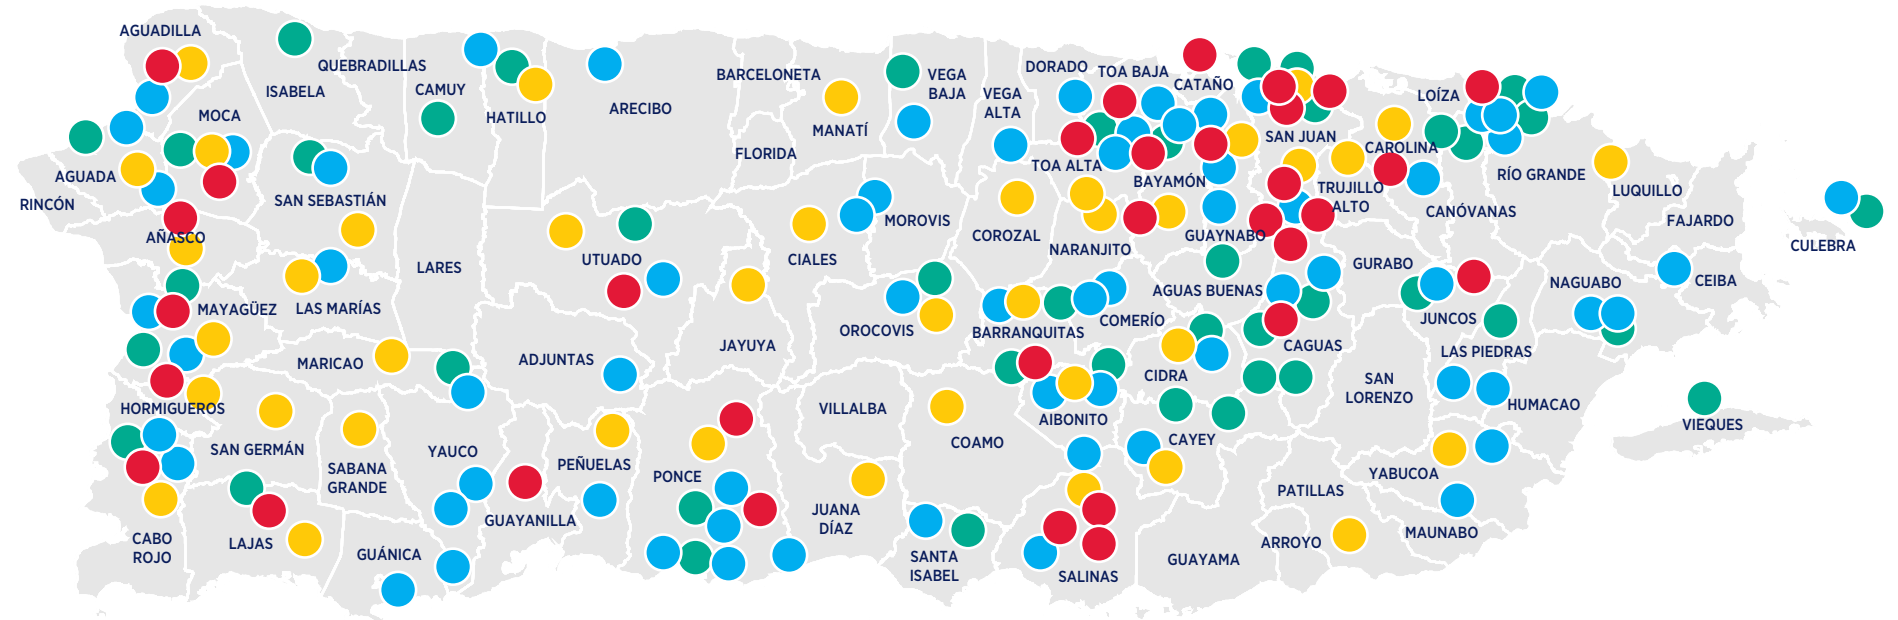 AGUADILLA
QUEBRADILLAS
ISABELA
CAMUY
HATILLO
ARECIBO
BARCELONETA
MANATÍ
FLORIDA
VEGA
BAJA
VEGA
ALTA
DORADO
TOA BAJA
CATAÑO
TOA ALTA
BAYAMÓN
SAN JUAN
CAROLINA
LOÍZA
TRUJILLO
ALTO
CANÓVANAS
RÍO GRANDE
LUQUILLO
FAJARDO
CULEBRA
MOCA
AGUADA
RINCÓN
SAN SEBASTIÁN
AÑASCO
LARES
UTUADO
CIALES
MOROVIS
COROZAL
NARANJITO
GUAYNABO
GURABO
NAGUABO
CEIBA
MAYAGÜEZ
LAS MARÍAS
ADJUNTAS
JAYUYA
OROCOVIS
BARRANQUITAS
COMERÍO
AGUAS BUENAS
CAGUAS
JUNCOS
LAS PIEDRAS
MARICAO
CIDRA
SAN
LORENZO
HUMACAO
VIEQUES
HORMIGUEROS
SAN GERMÁN
SABANA
GRANDE
YAUCO
PEÑUELAS
GUAYANILLA
PONCE
VILLALBA
COAMO
AIBONITO
CAYEY
YABUCOA
PATILLAS
MAUNABO
CABO
ROJO
LAJAS
GUÁNICA
JUANA
DÍAZ
SANTA
ISABEL
SALINAS
GUAYAMA
ARROYO